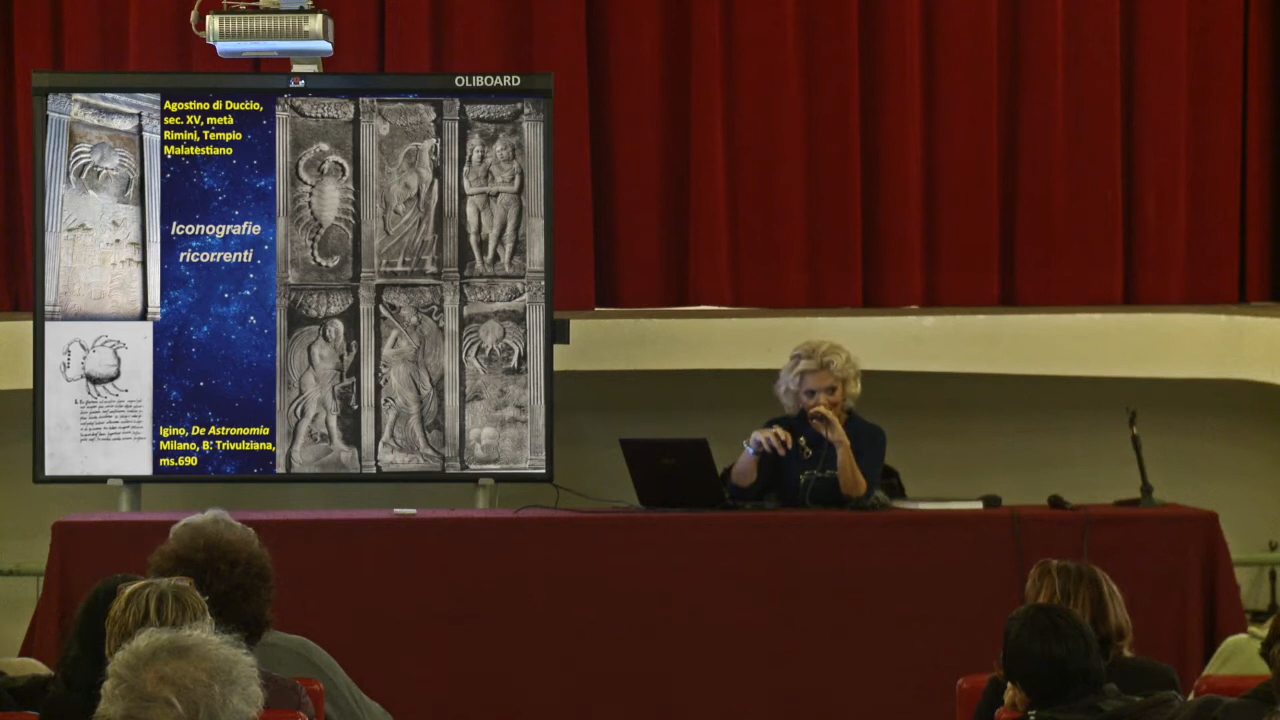 OLIBOARD
Agostino di Duccio,
sec. XV, metà
Rimini, Tempio
Malatestiano
Iconografie
ricorrenti
Igino, De Astronomia
Milano, B. Trivulziana,
ms.690